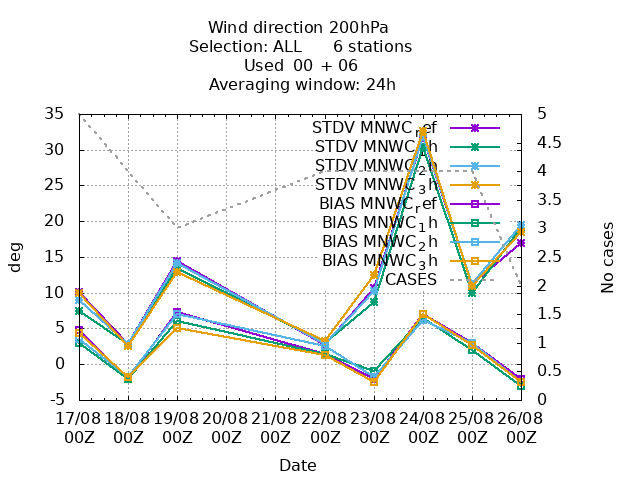 Wind direction 200hPa
Selection: ALL 6 stations
Used 00 + 06
Averaging window: 24h
35
30
25
20
15
10
5
0
-5
deg
5
4.5
4
3.5
3
2.5
2
1.5
1
0.5
0
No cases
STDV MNWC_ref
STDV MNWC_1h
STDV MNWC_2h
STDV MNWC_3h
BIAS MNWC_ref
BIAS MNWC_1h
BIAS MNWC_2h
BIAS MNWC_3h
CASES
17/08 18/08 19/08 20/08 21/08 22/08 23/08 24/08 25/08 26/08
00Z 00Z 00Z 00Z 00Z 00Z 00Z 00Z 00Z 00Z
Date